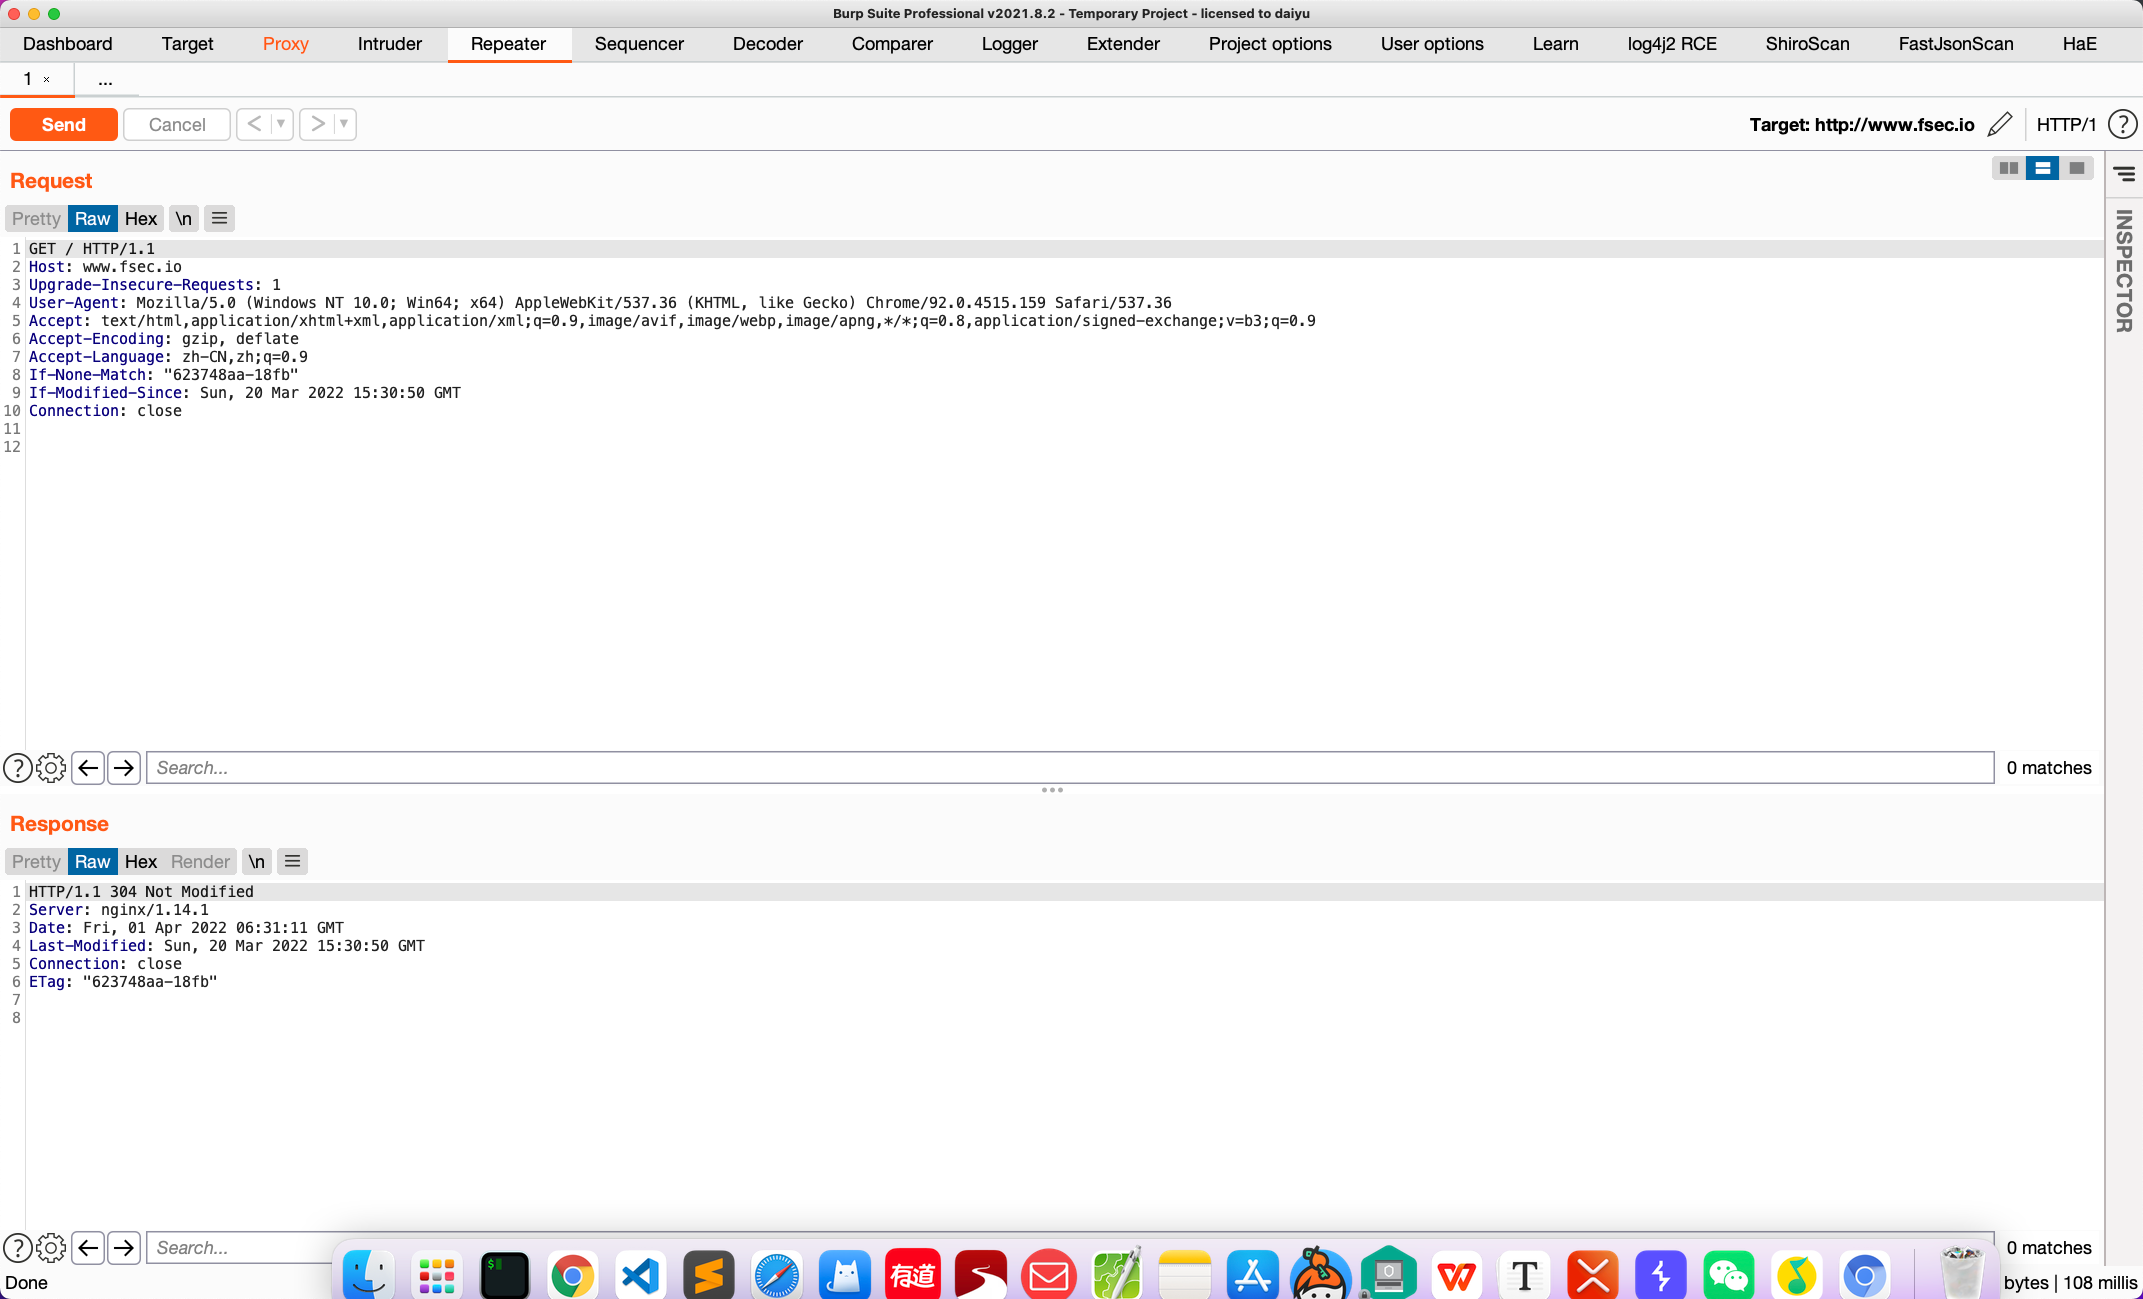 Burp Suite Professional v2021.8.2 - Temporary Project - licensed to daiyu
Dashboard Target Proxy Intruder Repeater Sequencer Decoder Comparer Logger Extender Project options User options Learn log4j2 RCE ShiroScan FastJsonScan HaE
1 × ...
Send Cancel < ▼ > ▼ Target: http://www.fsec.io HTTP/1 ?
Request
Pretty Raw Hex \n
INSPECTOR
1 GET / HTTP/1.1
2 Host: www.fsec.io
3 Upgrade-Insecure-Requests: 1
4 User-Agent: Mozilla/5.0 (Windows NT 10.0; Win64; x64) AppleWebKit/537.36 (KHTML, like Gecko) Chrome/92.0.4515.159 Safari/537.36
5 Accept: text/html,application/xhtml+xml,application/xml;q=0.9,image/avif,image/webp,image/apng,*/*;q=0.8,application/signed-exchange;v=b3;q=0.9
6 Accept-Encoding: gzip, deflate
7 Accept-Language: zh-CN,zh;q=0.9
8 If-None-Match: "623748aa-18fb"
9 If-Modified-Since: Sun, 20 Mar 2022 15:30:50 GMT
10 Connection: close
11
12
? Search... 0 matches
Response
Pretty Raw Hex Render \n
1 HTTP/1.1 304 Not Modified
2 Server: nginx/1.14.1
3 Date: Fri, 01 Apr 2022 06:31:11 GMT
4 Last-Modified: Sun, 20 Mar 2022 15:30:50 GMT
5 Connection: close
6 ETag: "623748aa-18fb"
7
8
? Search... 0 matches
$ 有道 W T
Done bytes | 108 millis